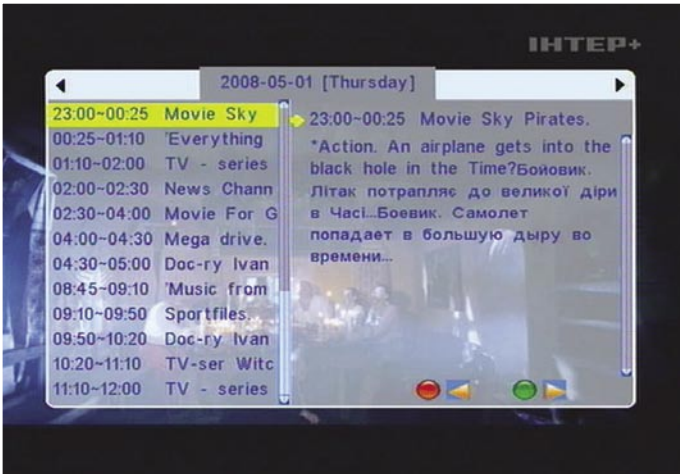 ІНТЕР+
2008-05-01 [Thursday]
23:00~00:25 Movie Sky
00:25~01:10 'Everything
01:10~02:00 TV - series
02:00~02:30 News Chann
02:30~04:00 Movie For G
04:00~04:30 Mega drive.
04:30~05:00 Doc-ry Ivan
08:45~09:10 'Music from
09:10~09:50 Sportfiles.
09:50~10:20 Doc-ry Ivan
10:20~11:10 TV-ser Witc
11:10~12:00 TV - series
23:00~00:25 Movie Sky Pirates.
*Action. An airplane gets into the
black hole in the Time?Бойовик.
Літак потрапляє до великої діри
в Часі...Боевик. Самолет
попадает в большую дыру во
времени...